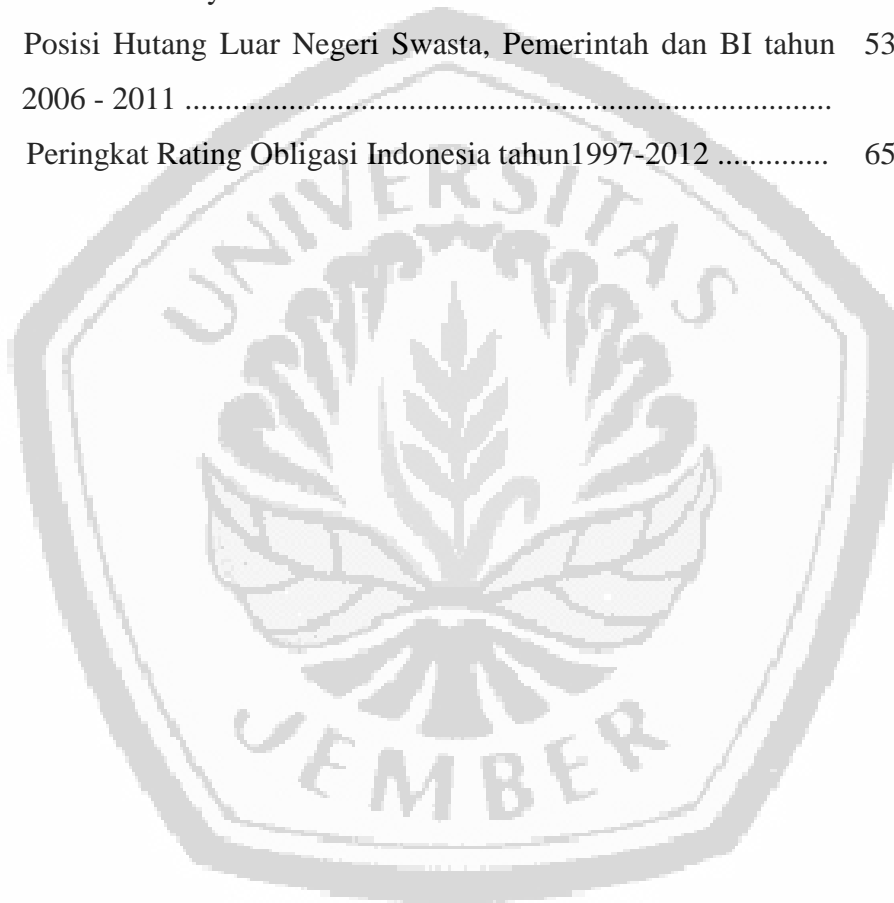 Posisi Hutang Luar Negeri Swasta, Pemerintah dan BI tahun 53
2006 - 2011 ................................................................................
Peringkat Rating Obligasi Indonesia tahun1997-2012 ............. 65
UNIVERSITAS
JEMBER